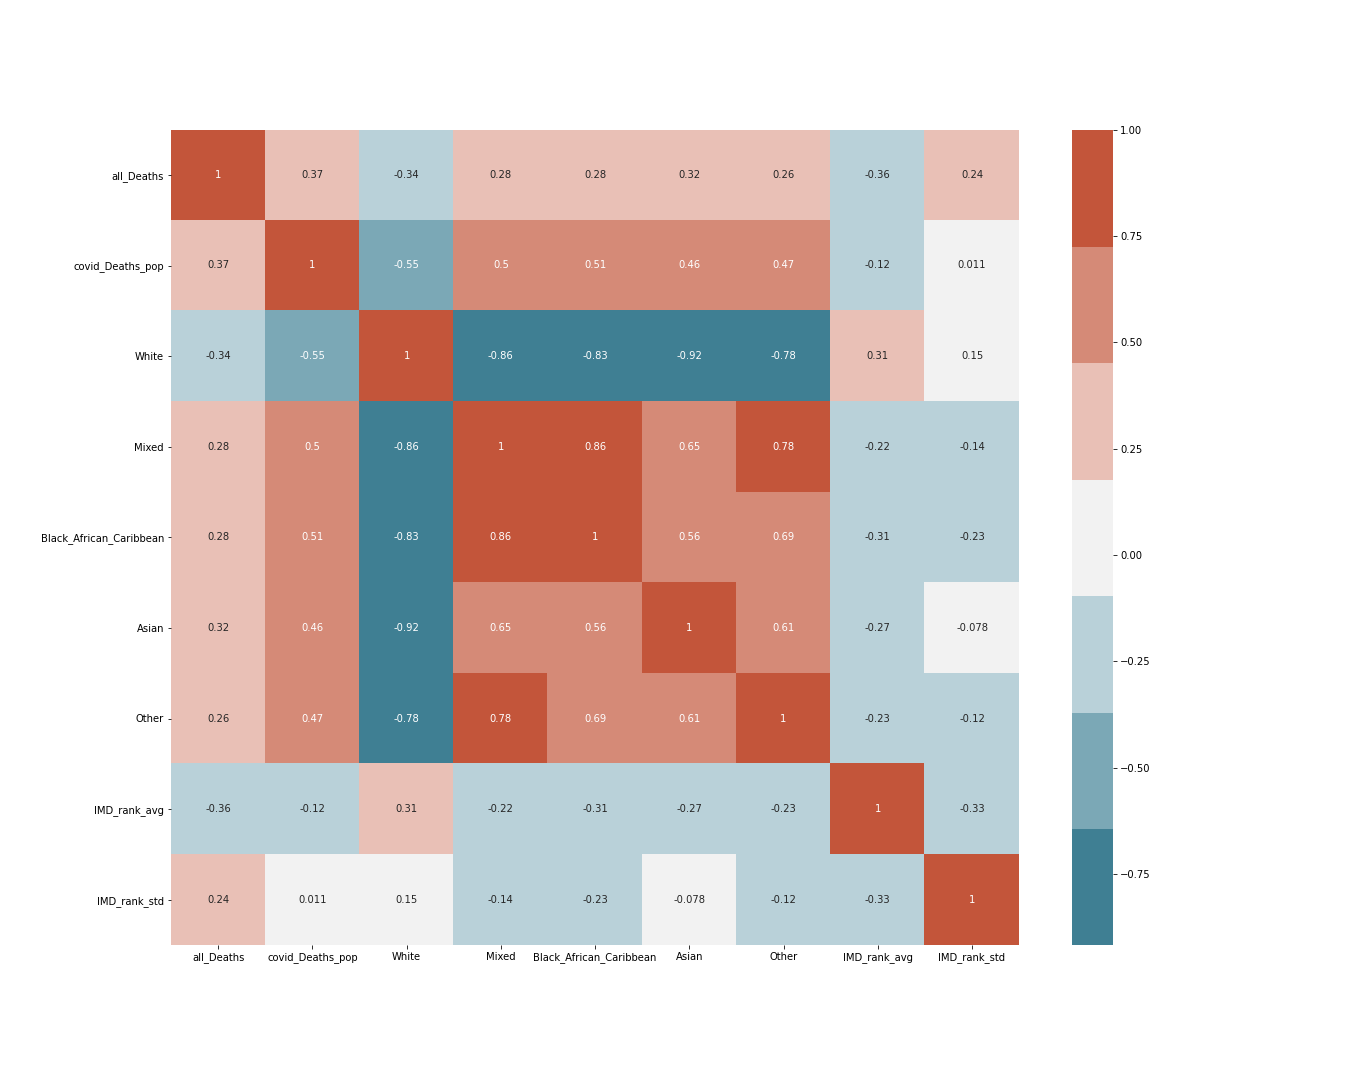 all_Deaths 1 0.37 -0.34 0.28 0.28 0.32 0.26 -0.36 0.24
covid_Deaths_pop 0.37 1 -0.55 0.5 0.51 0.46 0.47 -0.12 0.011
White -0.34 -0.55 1 -0.86 -0.83 -0.92 -0.78 0.31 0.15
Mixed 0.28 0.5 -0.86 1 0.86 0.65 0.78 -0.22 -0.14
Black_African_Caribbean 0.28 0.51 -0.83 0.86 1 0.56 0.69 -0.31 -0.23
Asian 0.32 0.46 -0.92 0.65 0.56 1 0.61 -0.27 -0.078
Other 0.26 0.47 -0.78 0.78 0.69 0.61 1 -0.23 -0.12
IMD_rank_avg -0.36 -0.12 0.31 -0.22 -0.31 -0.27 -0.23 1 -0.33
IMD_rank_std 0.24 0.011 0.15 -0.14 -0.23 -0.078 -0.12 -0.33 1
all_Deaths covid_Deaths_pop White Mixed Black_African_Caribbean Asian Other IMD_rank_avg IMD_rank_std
1.00
0.75
0.50
0.25
0.00
−0.25
−0.50
−0.75